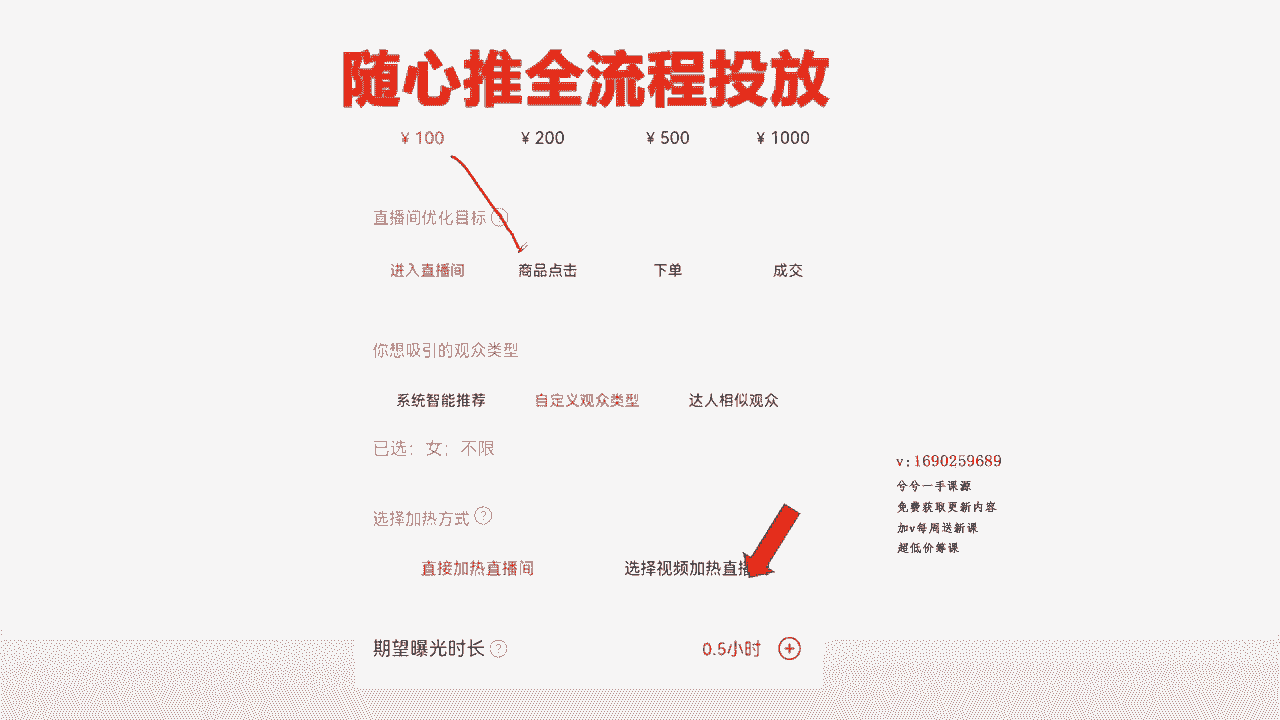 随心推全流程投放
¥ 100 ¥ 200 ¥ 500 ¥ 1000
直播间优化目标 ?
进入直播间 商品点击 下单 成交
你想吸引的观众类型
系统智能推荐 自定义观众类型 达人相似观众
已选：女；不限
v:1690259689
兮兮一手课源
免费获取更新内容
加v每周送新课
超低价筹课
选择加热方式 ?
直接加热直播间 选择视频加热直播
期望曝光时长 ? 0.5小时 +